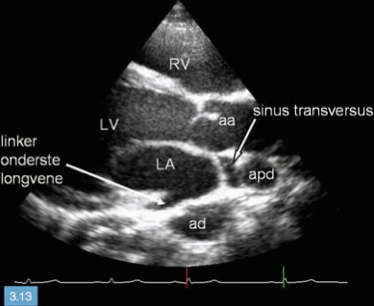 RV
sinus transversus
aa
LV
linker
onderste
longvene
LA
apd
ad
3.13